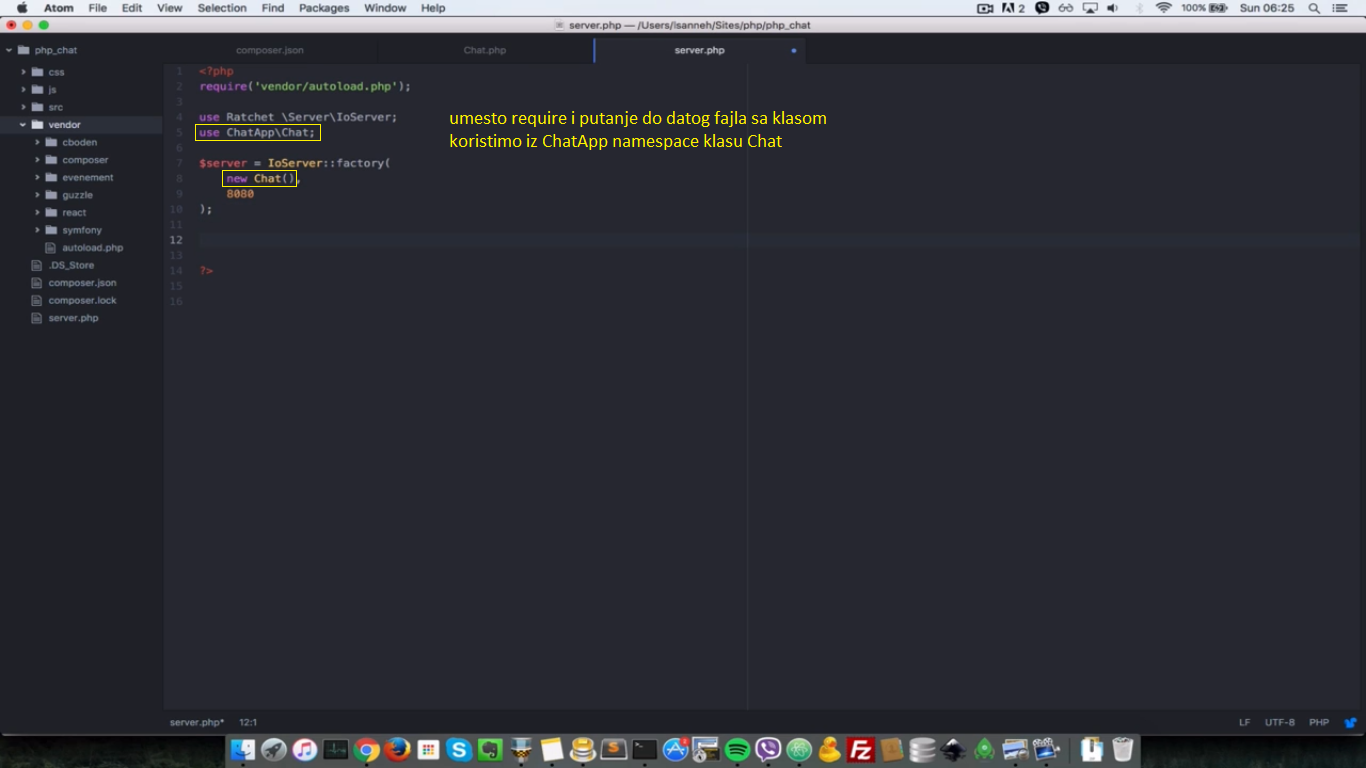 Atom File Edit View Selection Find Packages Window Help 2 100% Sun 06:25
server.php — /Users/lsanneh/Sites/php/php_chat
php_chat
composer.json Chat.php server.php
css
js
src
vendor
cboden
composer
evenement
guzzle
react
symfony
autoload.php
.DS_Store
composer.json
composer.lock
server.php
1 <?php
2 require('vendor/autoload.php');
3
4 use Ratchet \Server\IoServer;
5 use ChatApp\Chat;
6
7 $server = IoServer::factory(
8 new Chat(),
9 8080
10 );
11
12
13
14 ?>
15
16
umesto require i putanje do datog fajla sa klasom
koristimo iz ChatApp namespace klasu Chat
server.php* 12:1 LF UTF-8 PHP